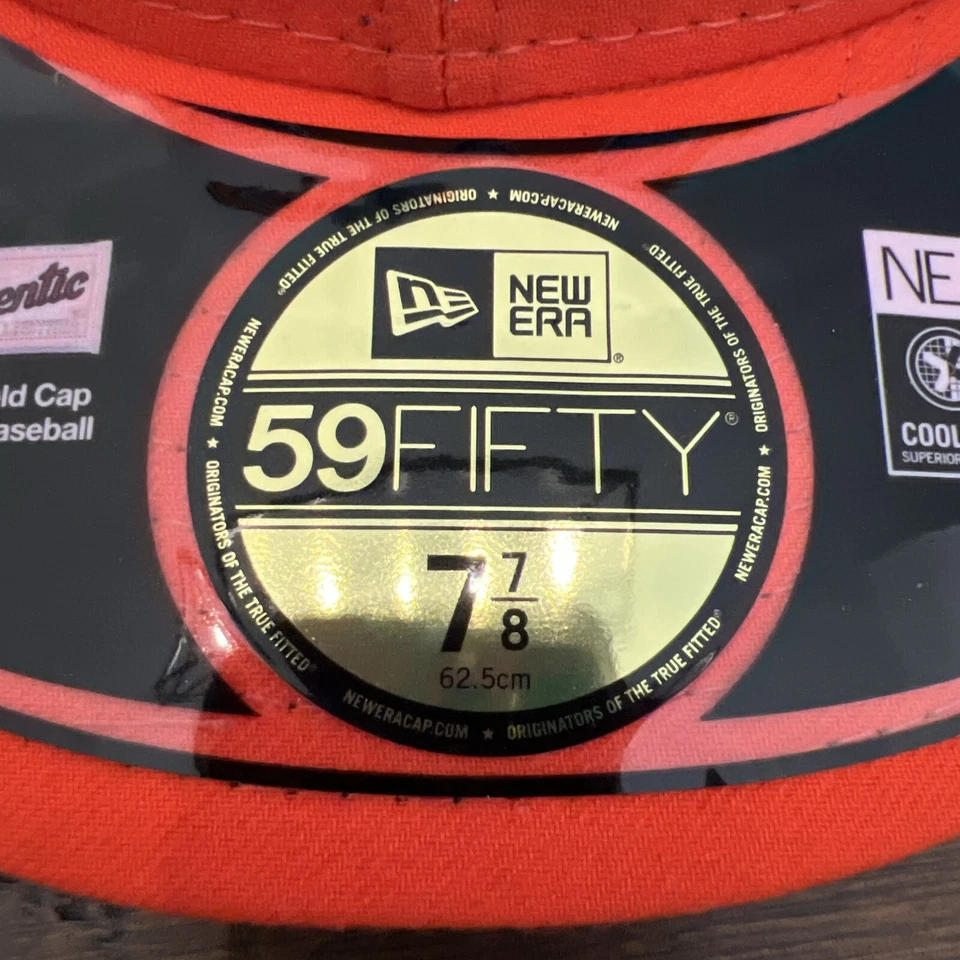 NEWERACAP.COM ★ ORIGINATORS OF THE TRUE FITTED®
NEWERACAP.COM ★ ORIGINATORS OF THE TRUE FITTED®
NEWERACAP.COM ★ ORIGINATORS OF THE TRUE FITTED®
NEWERACAP.COM ★ ORIGINATORS OF THE TRUE FITTED®
NEW
ERA®
59FIFTY®
7 7/8
62.5cm
entic
ld Cap
aseball
NE
COOL
SUPERIOR